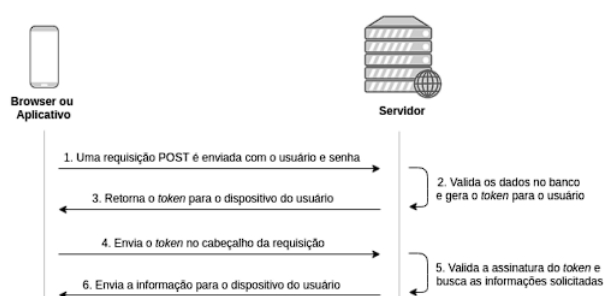 Browser ou
Aplicativo
Servidor
1. Uma requisição POST é enviada com o usuário e senha
2. Valida os dados no banco
e gera o token para o usuário
3. Retorna o token para o dispositivo do usuário
4. Envia o token no cabeçalho da requisição
5. Valida a assinatura do token e
busca as informações solicitadas
6. Envia a informação para o dispositivo do usuário